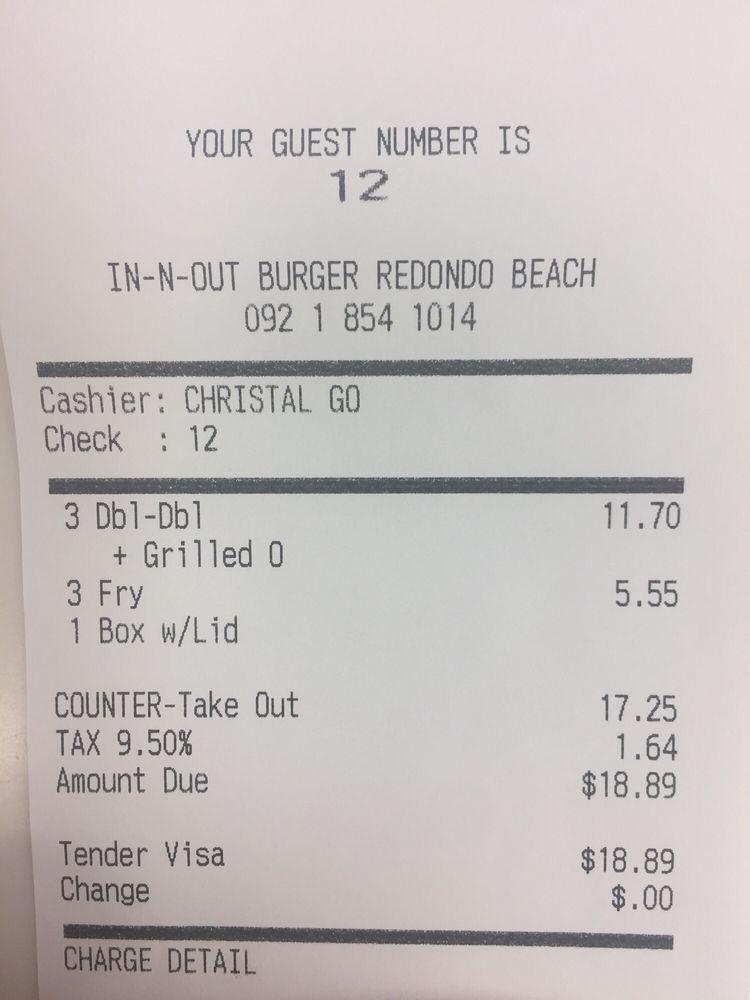 YOUR GUEST NUMBER IS
12
IN-N-OUT BURGER REDONDO BEACH
092 1 854 1014
Cashier: CHRISTAL GO
Check : 12
3 Dbl-Dbl 11.70
+ Grilled O
3 Fry 5.55
1 Box w/Lid
COUNTER-Take Out 17.25
TAX 9.50% 1.64
Amount Due $18.89
Tender Visa $18.89
Change $.00
CHARGE DETAIL